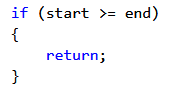 if (start >= end)
{
    return;
}